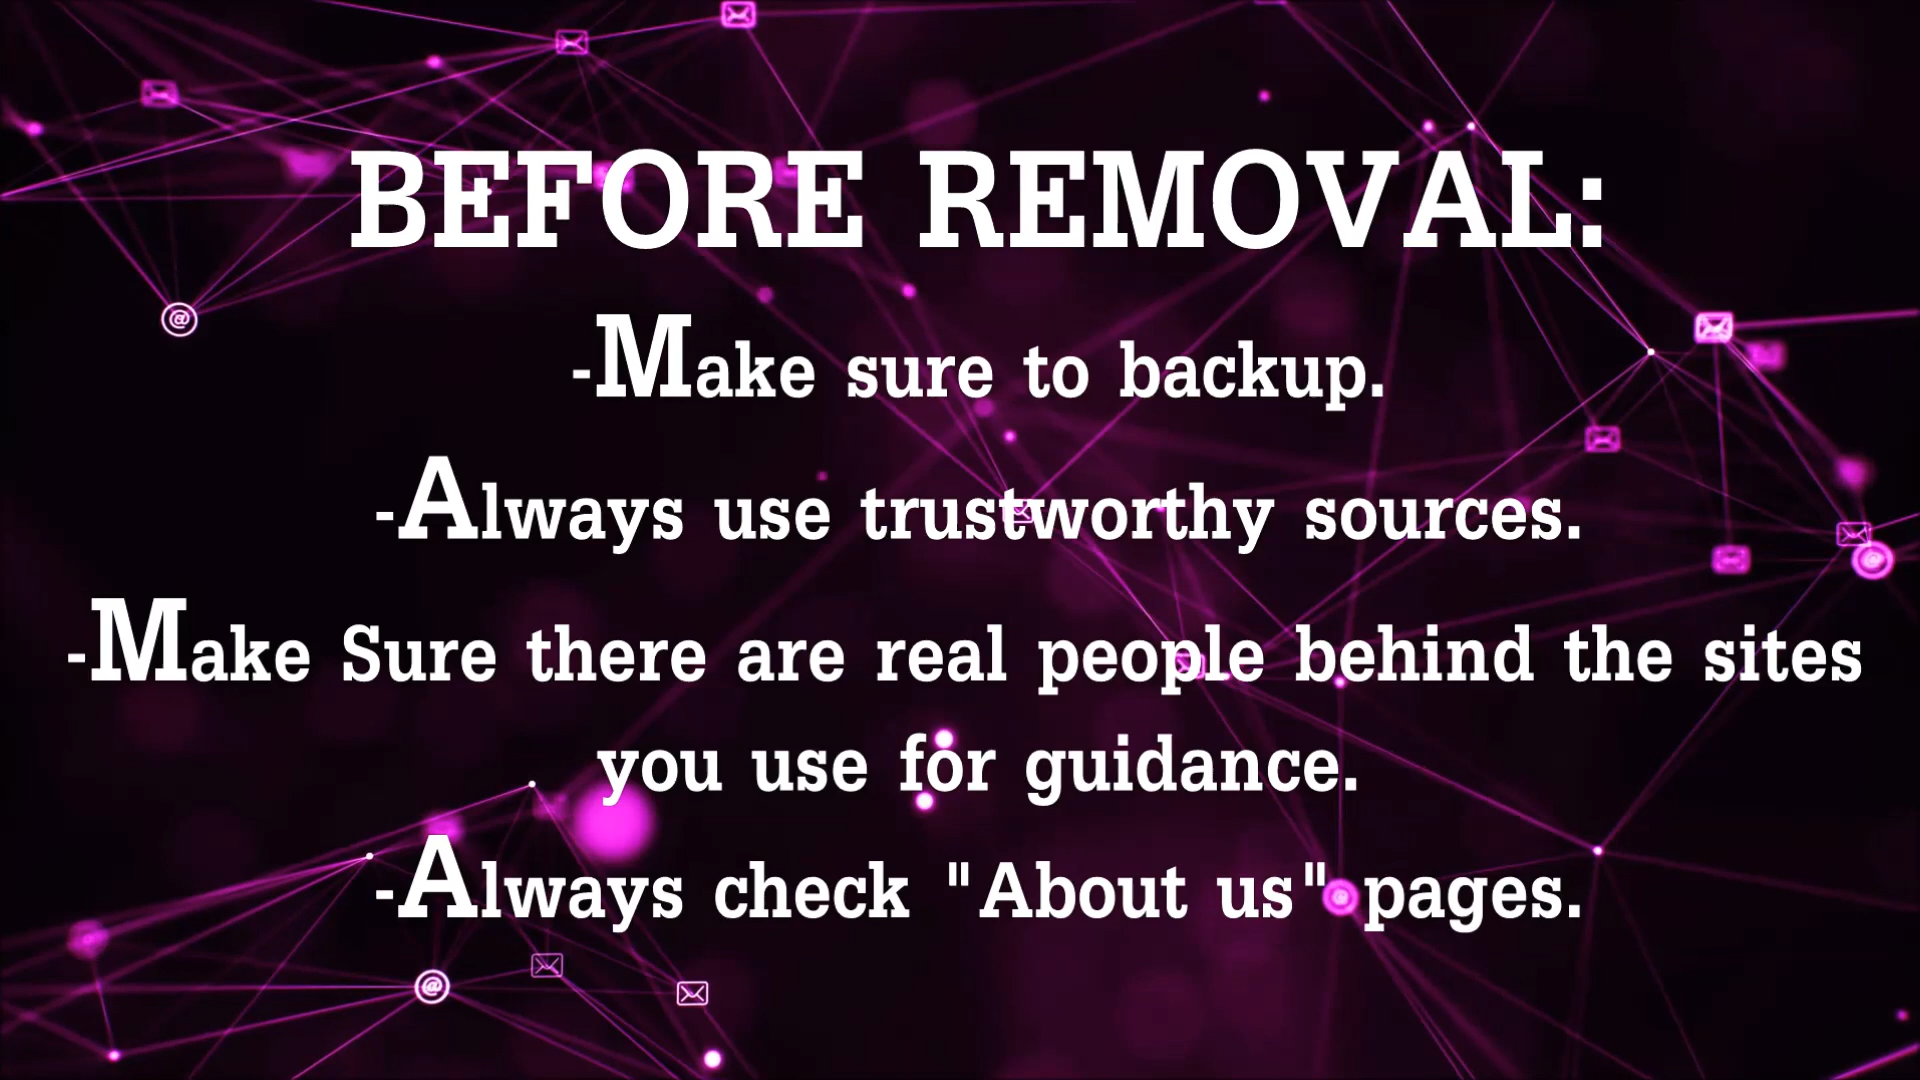 BEFORE REMOVAL:
-Make sure to backup.
-Always use trustworthy sources.
-Make Sure there are real people behind the sites
you use for guidance.
-Always check "About us" pages.